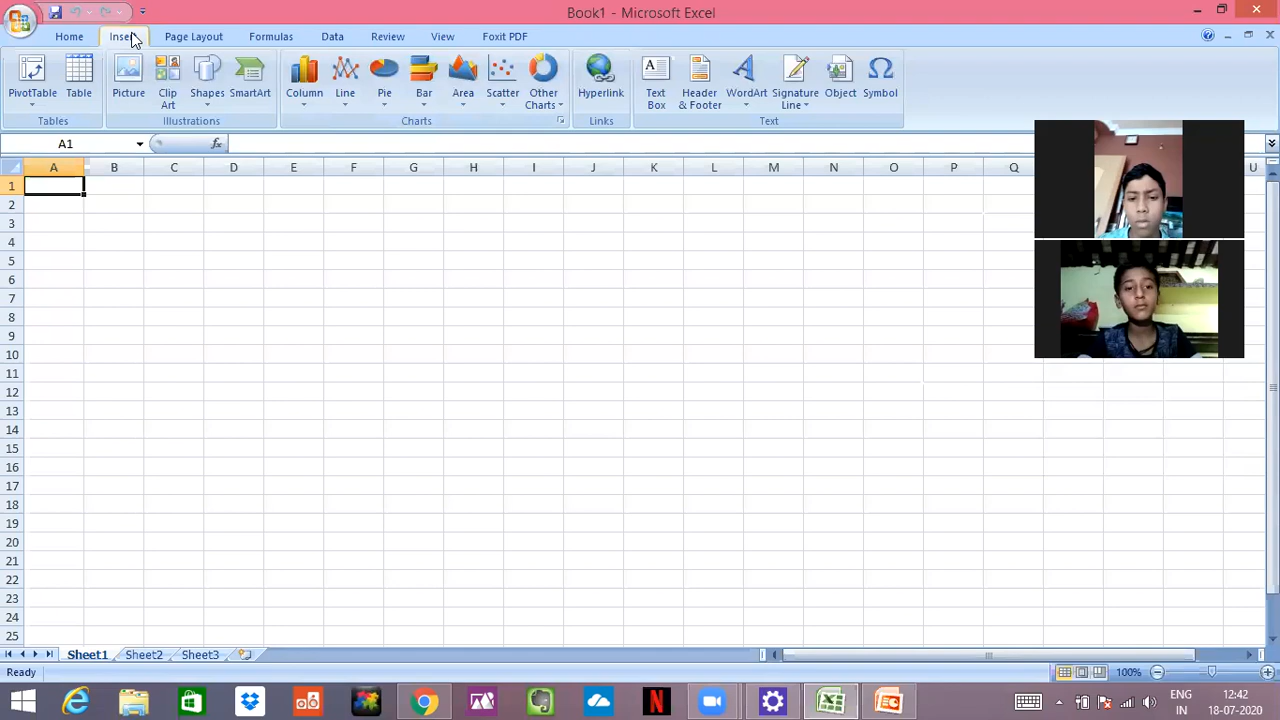 Book1 - Microsoft Excel
Home Insert Page Layout Formulas Data Review View Foxit PDF
PivotTable Table Picture Clip Art Shapes SmartArt Column Line Pie Bar Area Scatter Other Charts Hyperlink Text Box Header & Footer WordArt Signature Line Object Symbol
Tables Illustrations Charts Links Text
A1 fx
A B C D E F G H I J K L M N O P Q U
1
2
3
4
5
6
7
8
9
10
11
12
13
14
15
16
17
18
19
20
21
22
23
24
25
Sheet1 Sheet2 Sheet3
Ready 100%
ENG 12:42
IN 18-07-2020